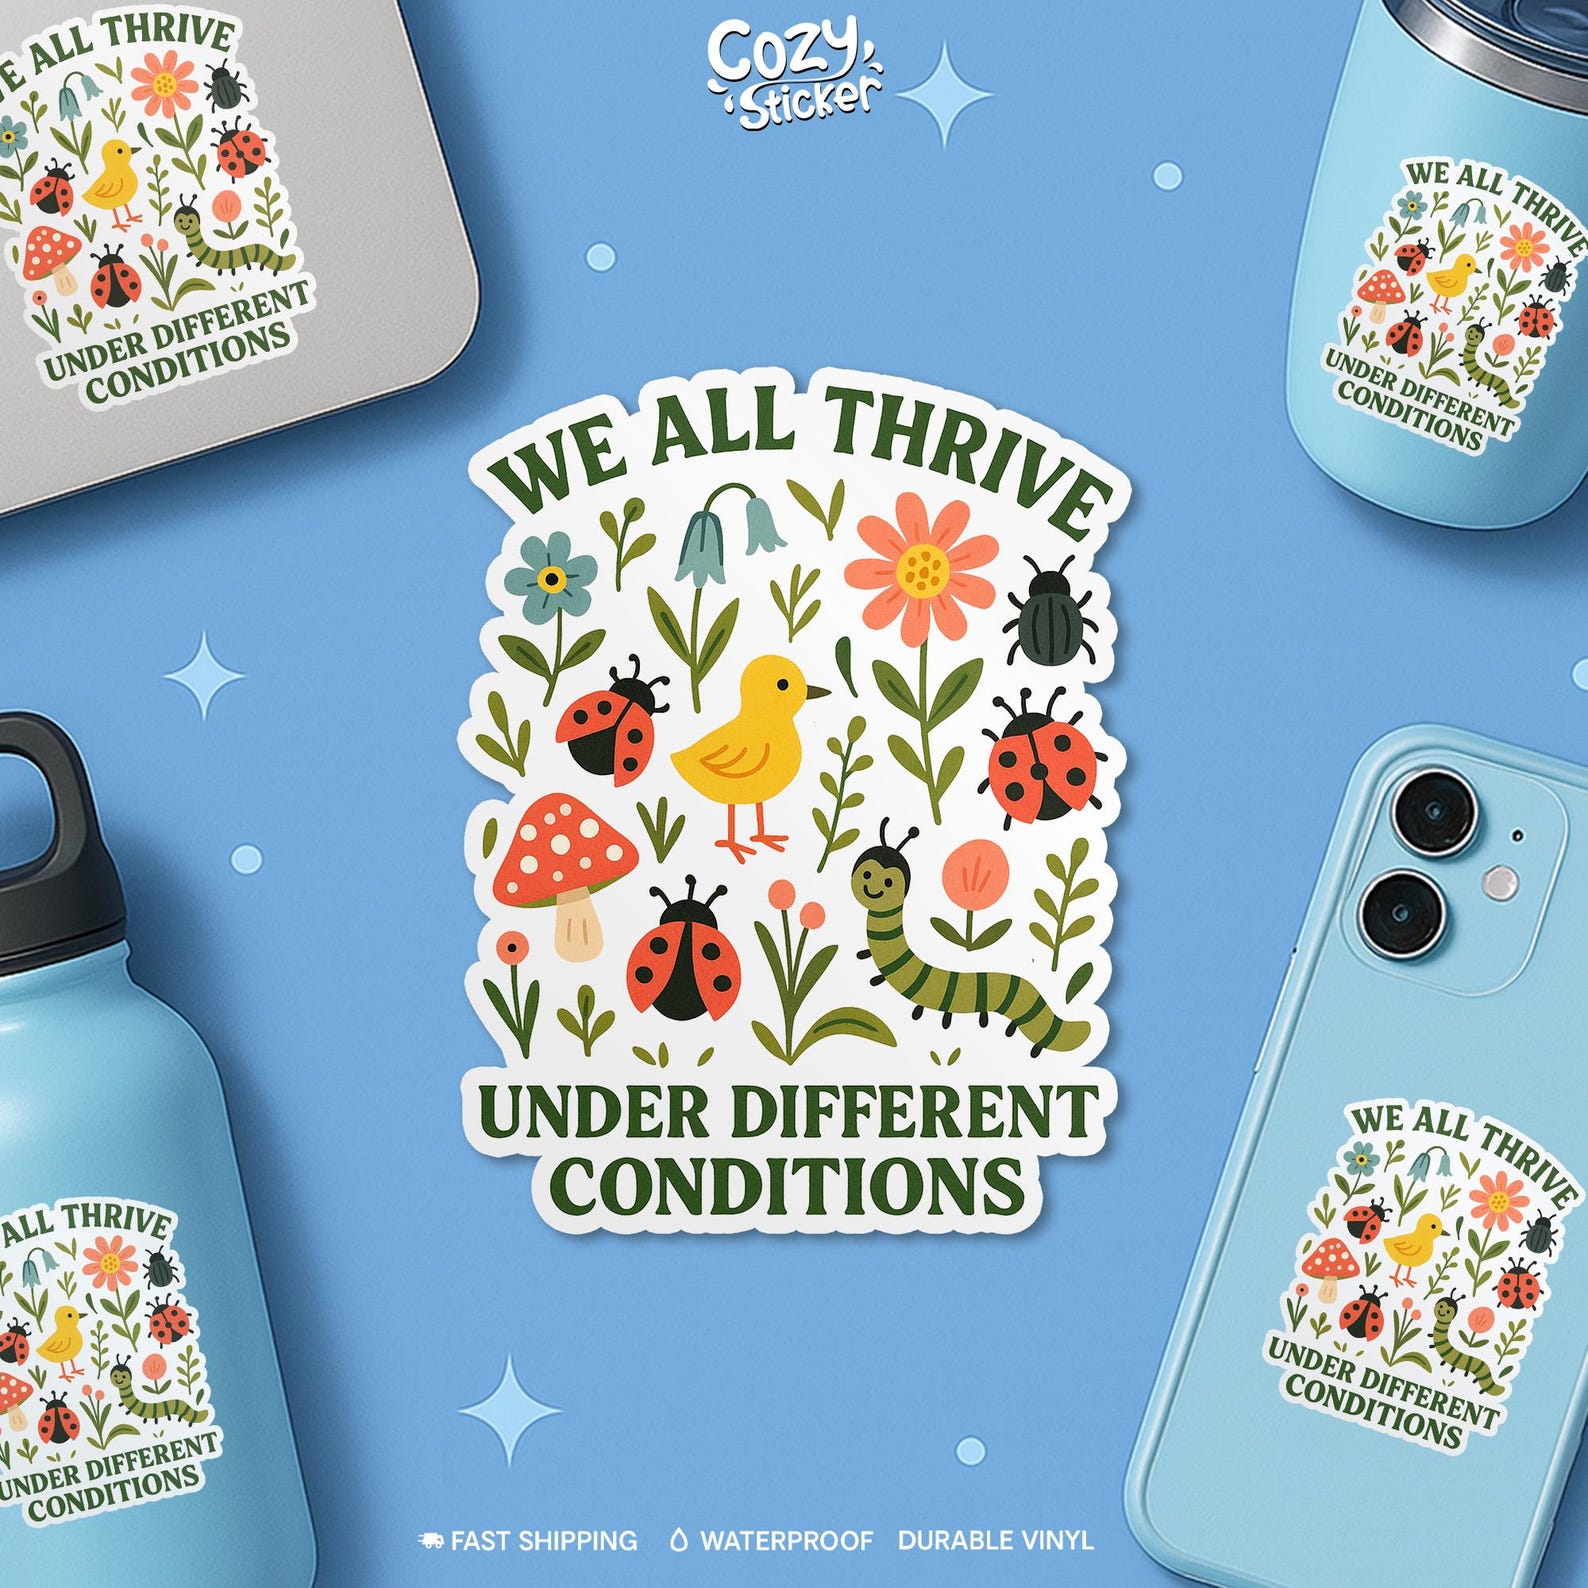 Cozy
Sticker
WE ALL THRIVE
UNDER DIFFERENT
CONDITIONS
WE ALL THRIVE
UNDER DIFFERENT
CONDITIONS
WE ALL THRIVE
UNDER DIFFERENT
CONDITIONS
ALL THRIVE
UNDER DIFFERENT
CONDITIONS
WE ALL THRIVE
UNDER DIFFERENT
CONDITIONS
FAST SHIPPING WATERPROOF DURABLE VINYL